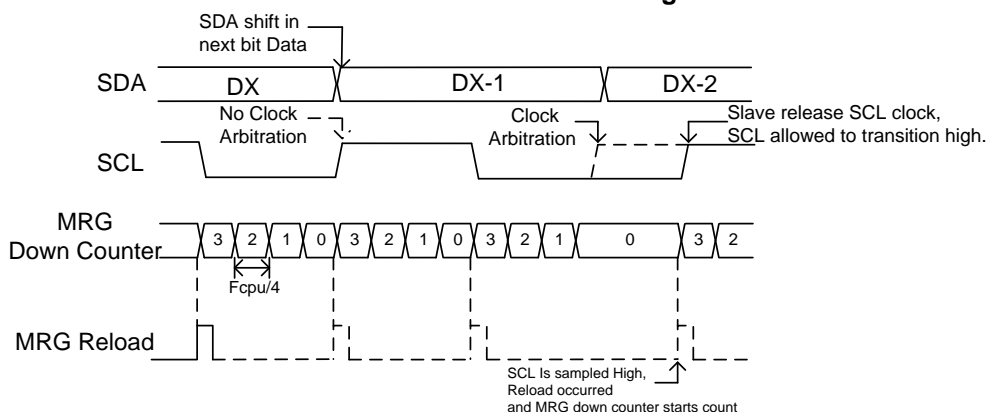 SDA shift in
next bit Data
SDA
DX
DX-1
DX-2
No Clock
Arbitration
Clock
Arbitration
Slave release SCL clock,
SCL allowed to transition high.
SCL
MRG
Down Counter
3 2 1 0 3 2 1 0 3 2 1 0 3 2
Fcpu/4
MRG Reload
SCL Is sampled High,
Reload occurred
and MRG down counter starts count